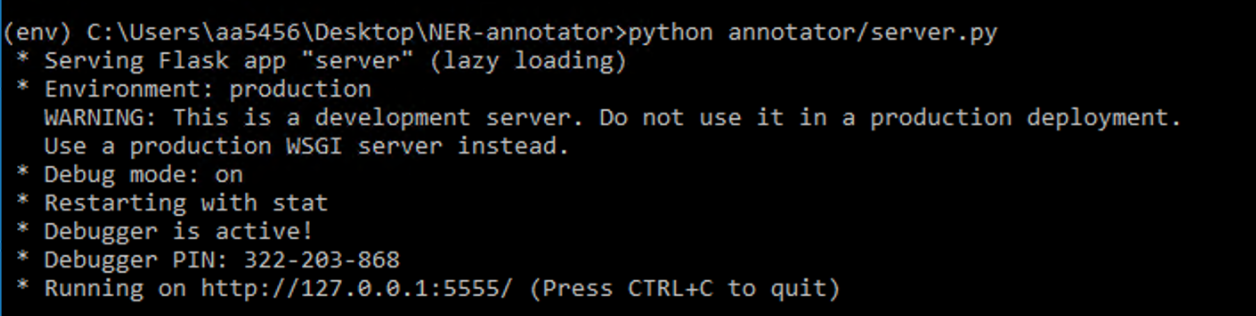 (env) C:\Users\aa5456\Desktop\NER-annotator>python annotator/server.py
* Serving Flask app "server" (lazy loading)
* Environment: production
WARNING: This is a development server. Do not use it in a production deployment.
Use a production WSGI server instead.
* Debug mode: on
* Restarting with stat
* Debugger is active!
* Debugger PIN: 322-203-868
* Running on http://127.0.0.1:5555/ (Press CTRL+C to quit)